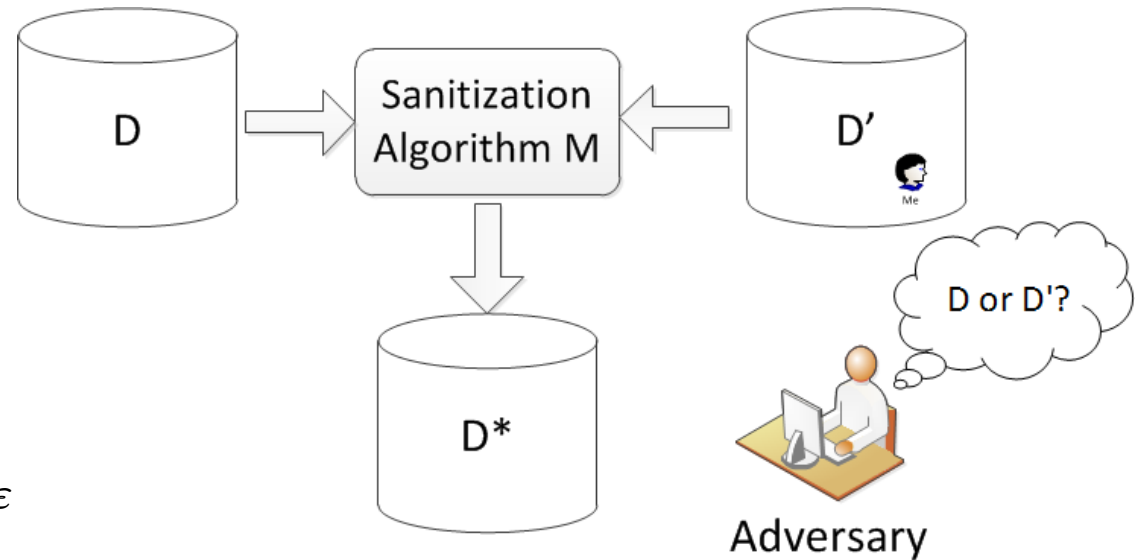 D
Sanitization
Algorithm M
D’
Me
D or D'?
D*
ε
Adversary